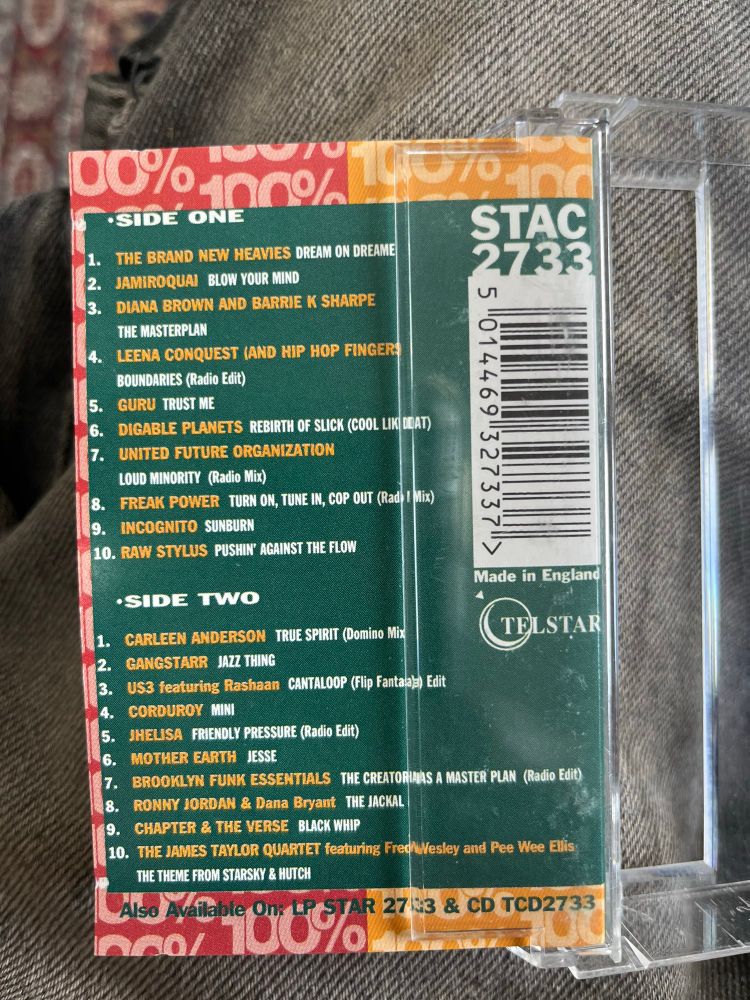 100% 100% 100%
100%
•SIDE ONE
1. THE BRAND NEW HEAVIES DREAM ON DREAME
2. JAMIROQUAI BLOW YOUR MIND
3. DIANA BROWN AND BARRIE K SHARPE
THE MASTERPLAN
4. LEENA CONQUEST (AND HIP HOP FINGER)
BOUNDARIES (Radio Edit)
5. GURU TRUST ME
6. DIGABLE PLANETS REBIRTH OF SLICK (COOL LIK DEAT)
7. UNITED FUTURE ORGANIZATION
LOUD MINORITY (Radio Mix)
8. FREAK POWER TURN ON, TUNE IN, COP OUT (Rad Mix)
9. INCOGNITO SUNBURN
10. RAW STYLUS PUSHIN' AGAINST THE FLOW
•SIDE TWO
1. CARLEEN ANDERSON TRUE SPIRIT (Domino Mix
2. GANGSTARR JAZZ THING
3. US3 featuring Rashaan CANTALOOP (Flip Fantasia) Edit
4. CORDUROY MINI
5. JHELISA FRIENDLY PRESSURE (Radio Edit)
6. MOTHER EARTH JESSE
7. BROOKLYN FUNK ESSENTIALS THE CREATOR HAS A MASTER PLAN (Radio Edit)
8. RONNY JORDAN & Dana Bryant THE JACKAL
9. CHAPTER & THE VERSE BLACK WHIP
10. THE JAMES TAYLOR QUARTET featuring Fred Wesley and Pee Wee Ellis
THE THEME FROM STARSKY & HUTCH
STAC
2733
5 014469 327337 >
Made in England
TELSTAR
Also Available On: LP STAR 2733 & CD TCD2733
100%